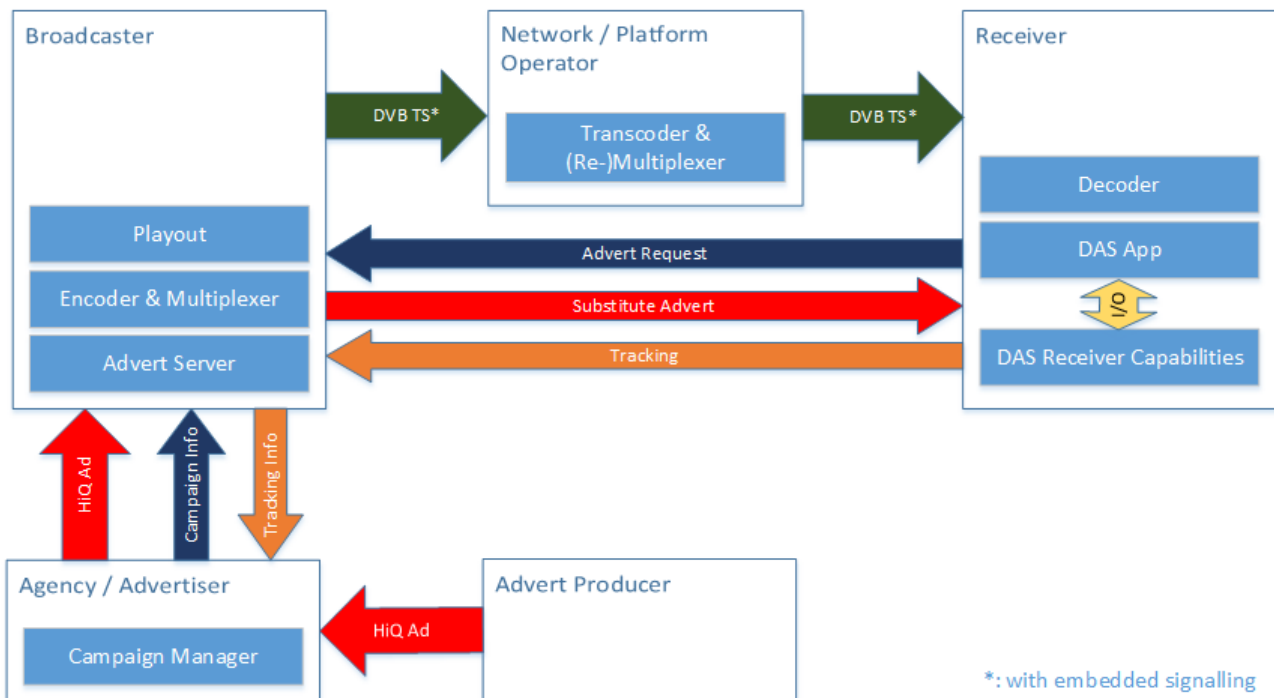 Broadcaster
Network / Platform
Operator
Receiver
DVB TS*
DVB TS*
Transcoder &
(Re-)Multiplexer
Decoder
Playout
DAS App
Advert Request
Encoder & Multiplexer
Substitute Advert
I/O
Advert Server
Tracking
DAS Receiver Capabilities
HiQ Ad
Campaign Info
Tracking Info
Agency / Advertiser
Advert Producer
HiQ Ad
Campaign Manager
*: with embedded signalling